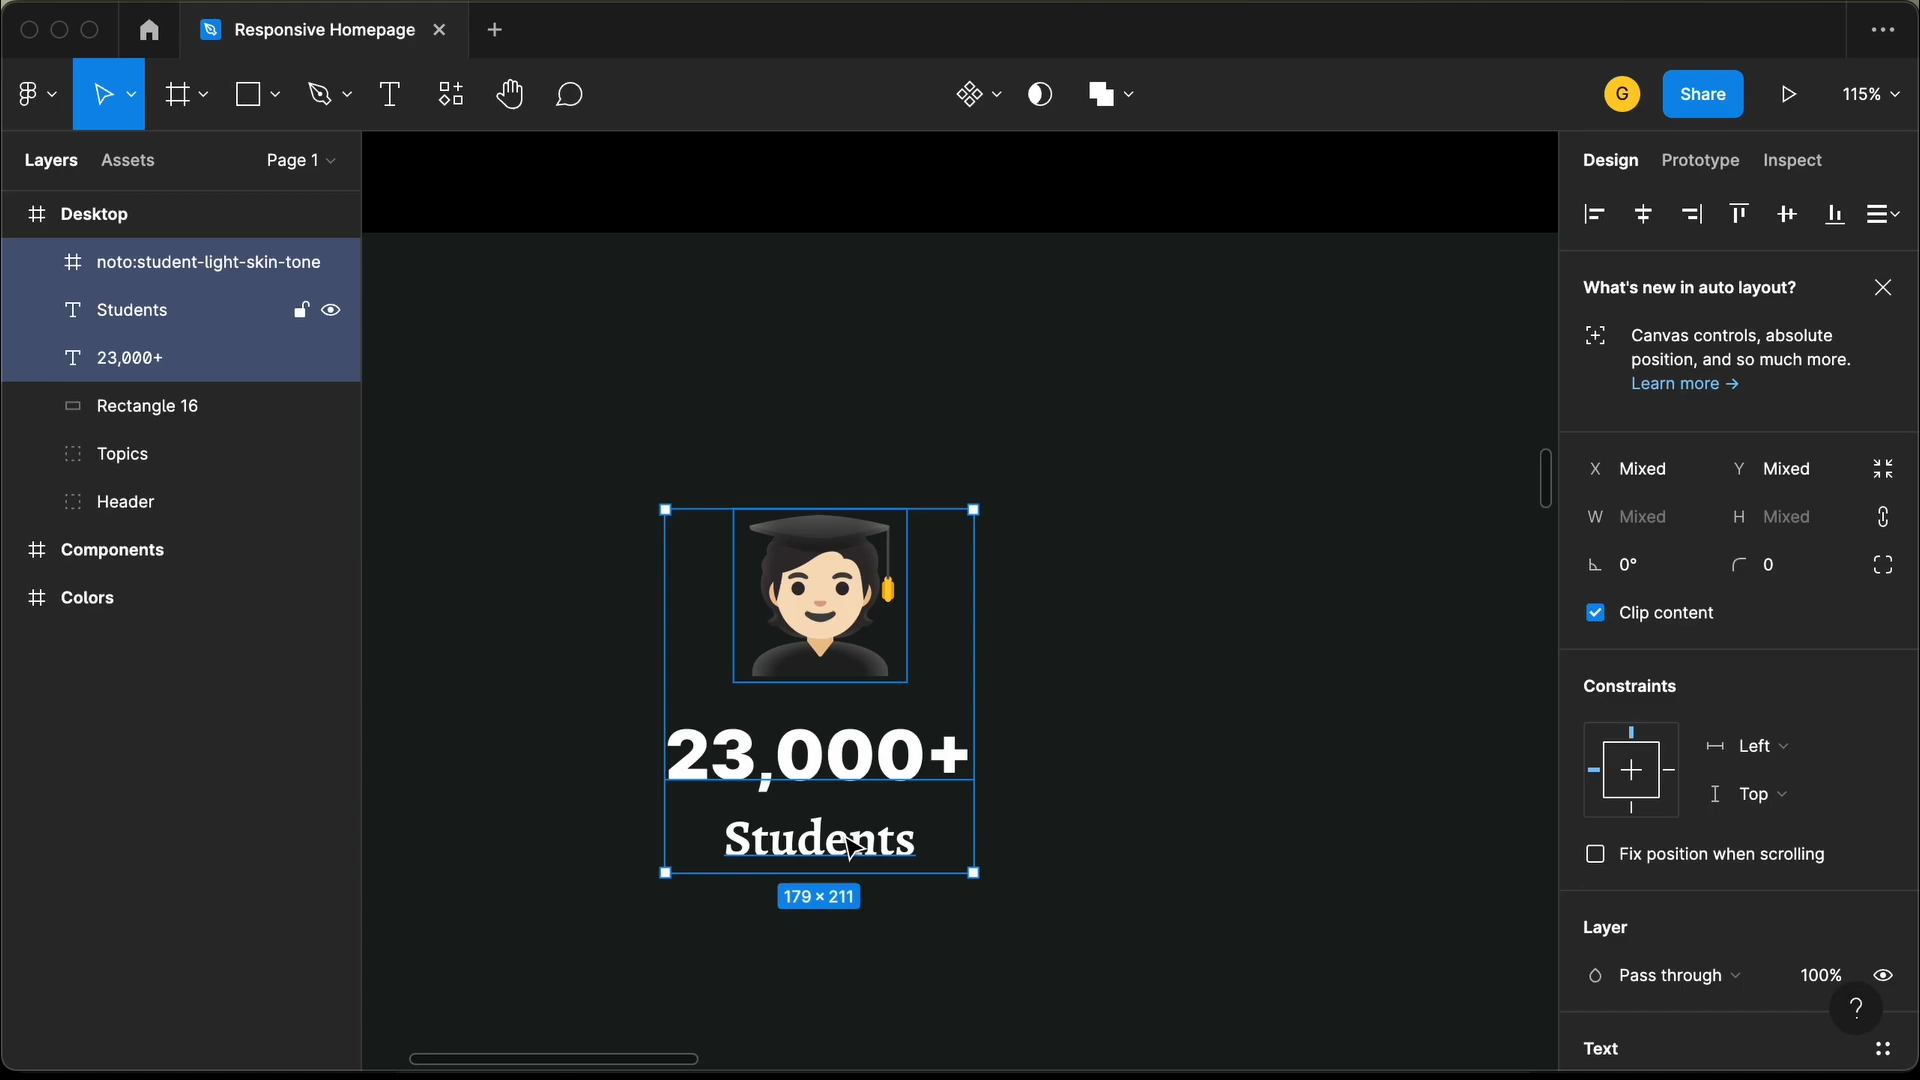 Responsive Homepage
G
Share
115%
Layers
Assets
Page 1
Desktop
noto:student-light-skin-tone
Students
23,000+
Rectangle 16
Topics
Header
Components
Colors
23,000+
Students
179 × 211
Design
Prototype
Inspect
What's new in auto layout?
Canvas controls, absolute
position, and so much more.
Learn more →
X Mixed
Y Mixed
W Mixed
H Mixed
0°
0
Clip content
Constraints
Left
Top
Fix position when scrolling
Layer
Pass through
100%
?
Text